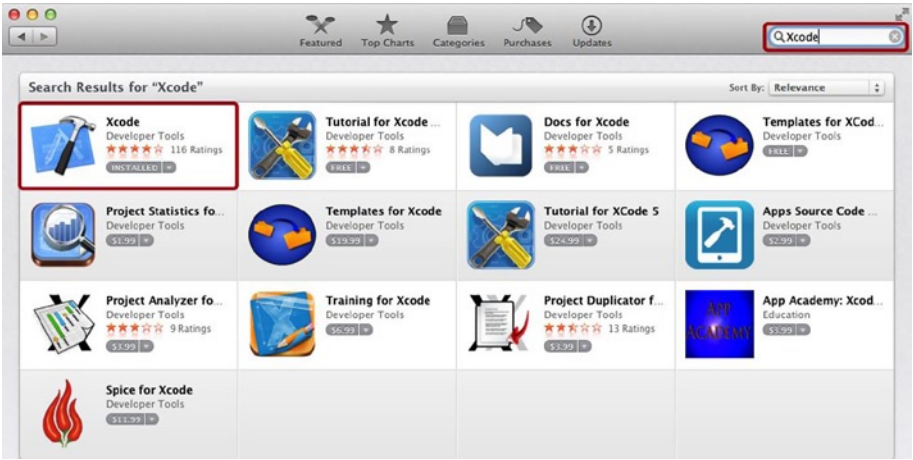 Featured Top Charts Categories Purchases Updates
Xcode
Search Results for “Xcode”
Sort By: Relevance
Xcode
Developer Tools
116 Ratings
INSTALLED
Tutorial for Xcode ...
Developer Tools
8 Ratings
FREE
Docs for Xcode
Developer Tools
5 Ratings
FREE
Templates for XCod...
Developer Tools
FREE
Project Statistics fo...
Developer Tools
$1.99
Templates for Xcode
Developer Tools
$19.99
Tutorial for XCode 5
Developer Tools
$24.99
Apps Source Code ...
Developer Tools
$2.99
Project Analyzer fo...
Developer Tools
9 Ratings
$3.99
Training for Xcode
Developer Tools
$6.99
Project Duplicator f...
Developer Tools
13 Ratings
$3.99
APP
ACADEMY
App Academy: Xcod...
Education
$3.99
Spice for Xcode
Developer Tools
$11.99